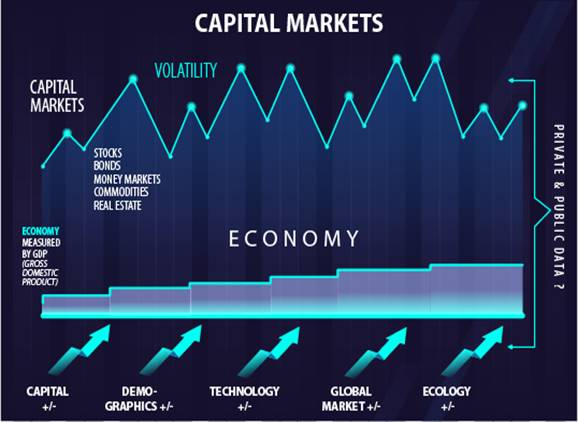 CAPITAL MARKETS
VOLATILITY
CAPITAL
MARKETS
STOCKS
BONDS
MONEY MARKETS
COMMODITIES
REAL ESTATE
PRIVATE & PUBLIC DATA ?
ECONOMY
ECONOMY
MEASURED
BY GDP
(GROSS
DOMESTIC
PRODUCT)
CAPITAL
+/-
DEMO-
GRAPHICS +/-
TECHNOLOGY
+/-
GLOBAL
MARKET +/-
ECOLOGY
+/-